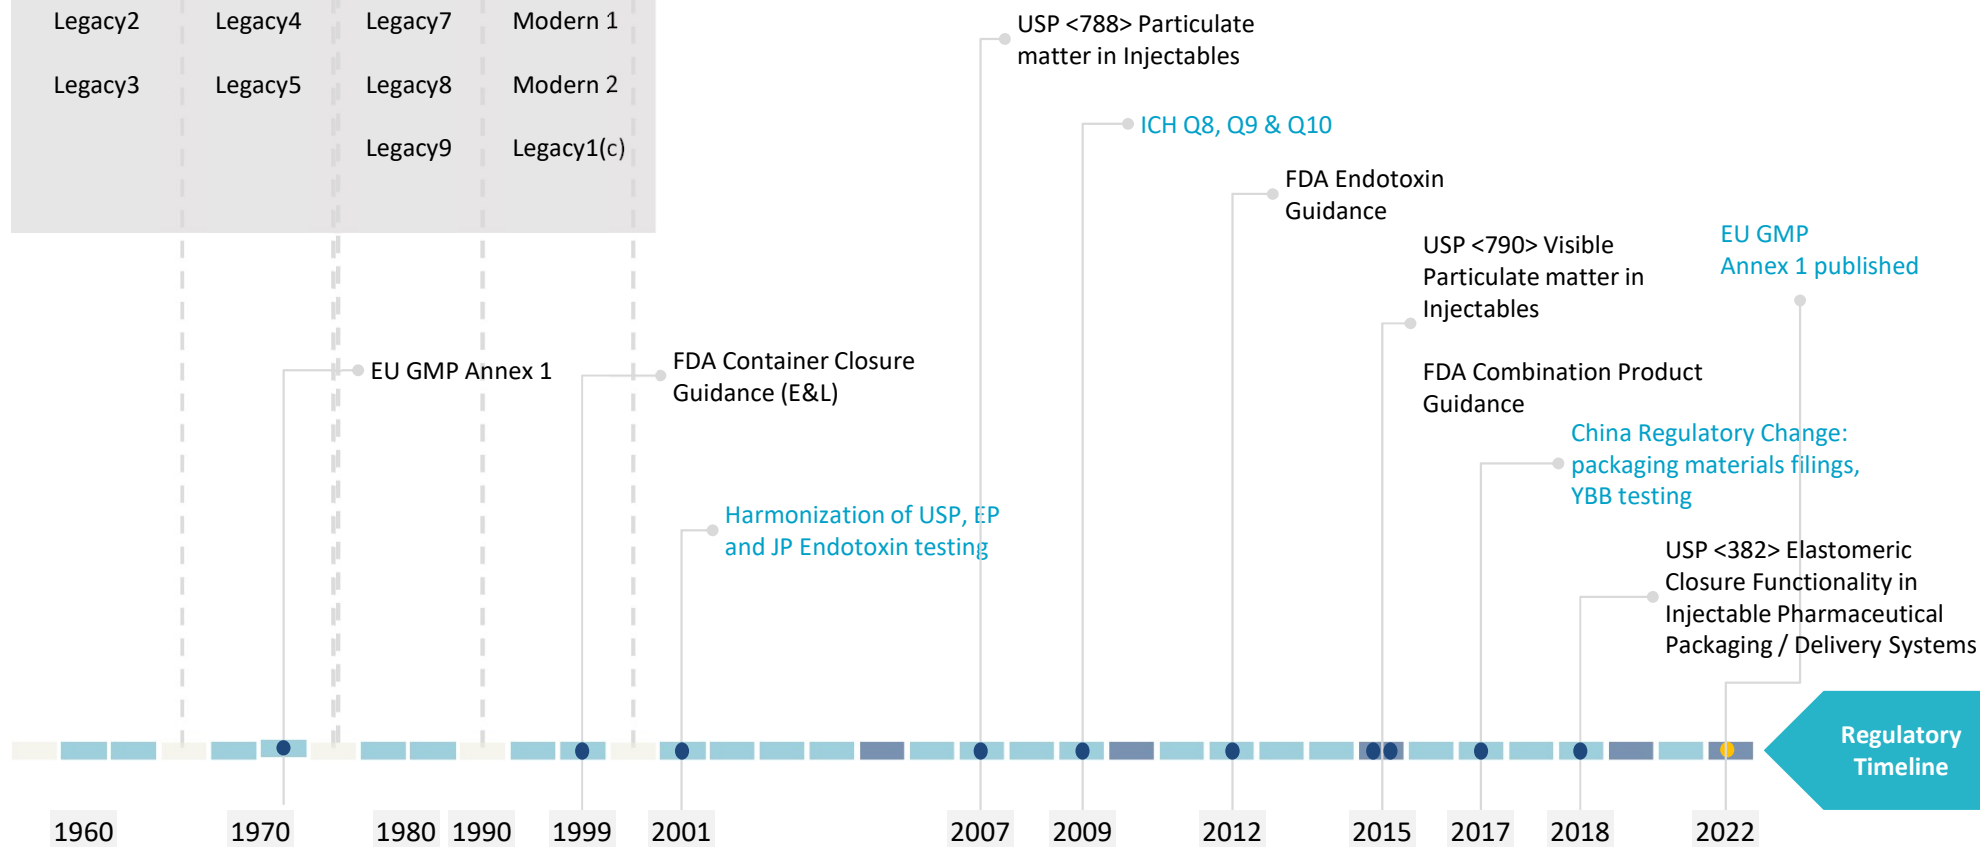 Legacy2
Legacy4
Legacy7
Modern 1
Legacy3
Legacy5
Legacy8
Modern 2
Legacy9
Legacy1(c)
USP <788> Particulate
matter in Injectables
ICH Q8, Q9 & Q10
FDA Endotoxin
Guidance
USP <790> Visible
Particulate matter in
Injectables
EU GMP
Annex 1 published
EU GMP Annex 1
FDA Container Closure
Guidance (E&L)
FDA Combination Product
Guidance
China Regulatory Change:
packaging materials filings,
YBB testing
Harmonization of USP, EP
and JP Endotoxin testing
USP <382> Elastomeric
Closure Functionality in
Injectable Pharmaceutical
Packaging / Delivery Systems
Regulatory
Timeline
1960
1970
1980
1990
1999
2001
2007
2009
2012
2015
2017
2018
2022